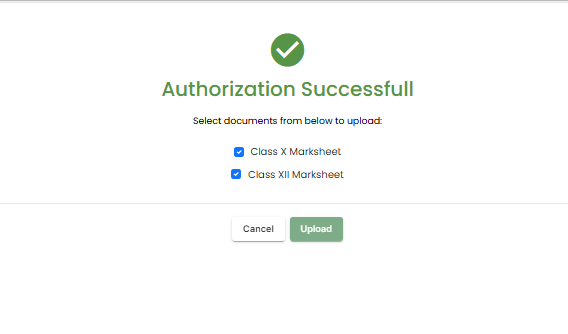 Authorization Successfull
Select documents from below to upload:
Class X Marksheet
Class XII Marksheet
Cancel
Upload